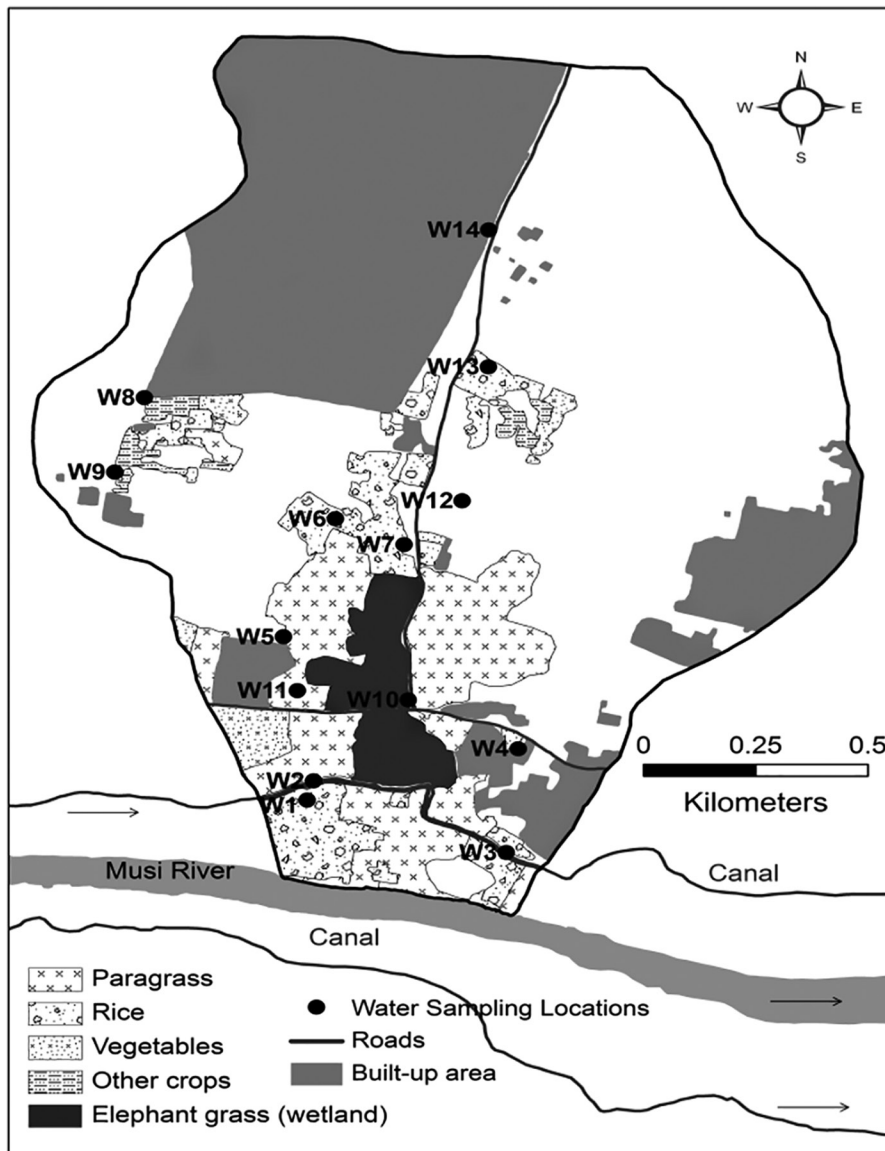 N
W E
S
W14
W13
W8
W9
W12
W6
W7
W5
W11
W10
W4
W2
W1
W3
0 0.25 0.5
Kilometers
Musi River
Canal
Canal
Paragrass
Rice
Vegetables
Other crops
Elephant grass (wetland)
Water Sampling Locations
Roads
Built-up area